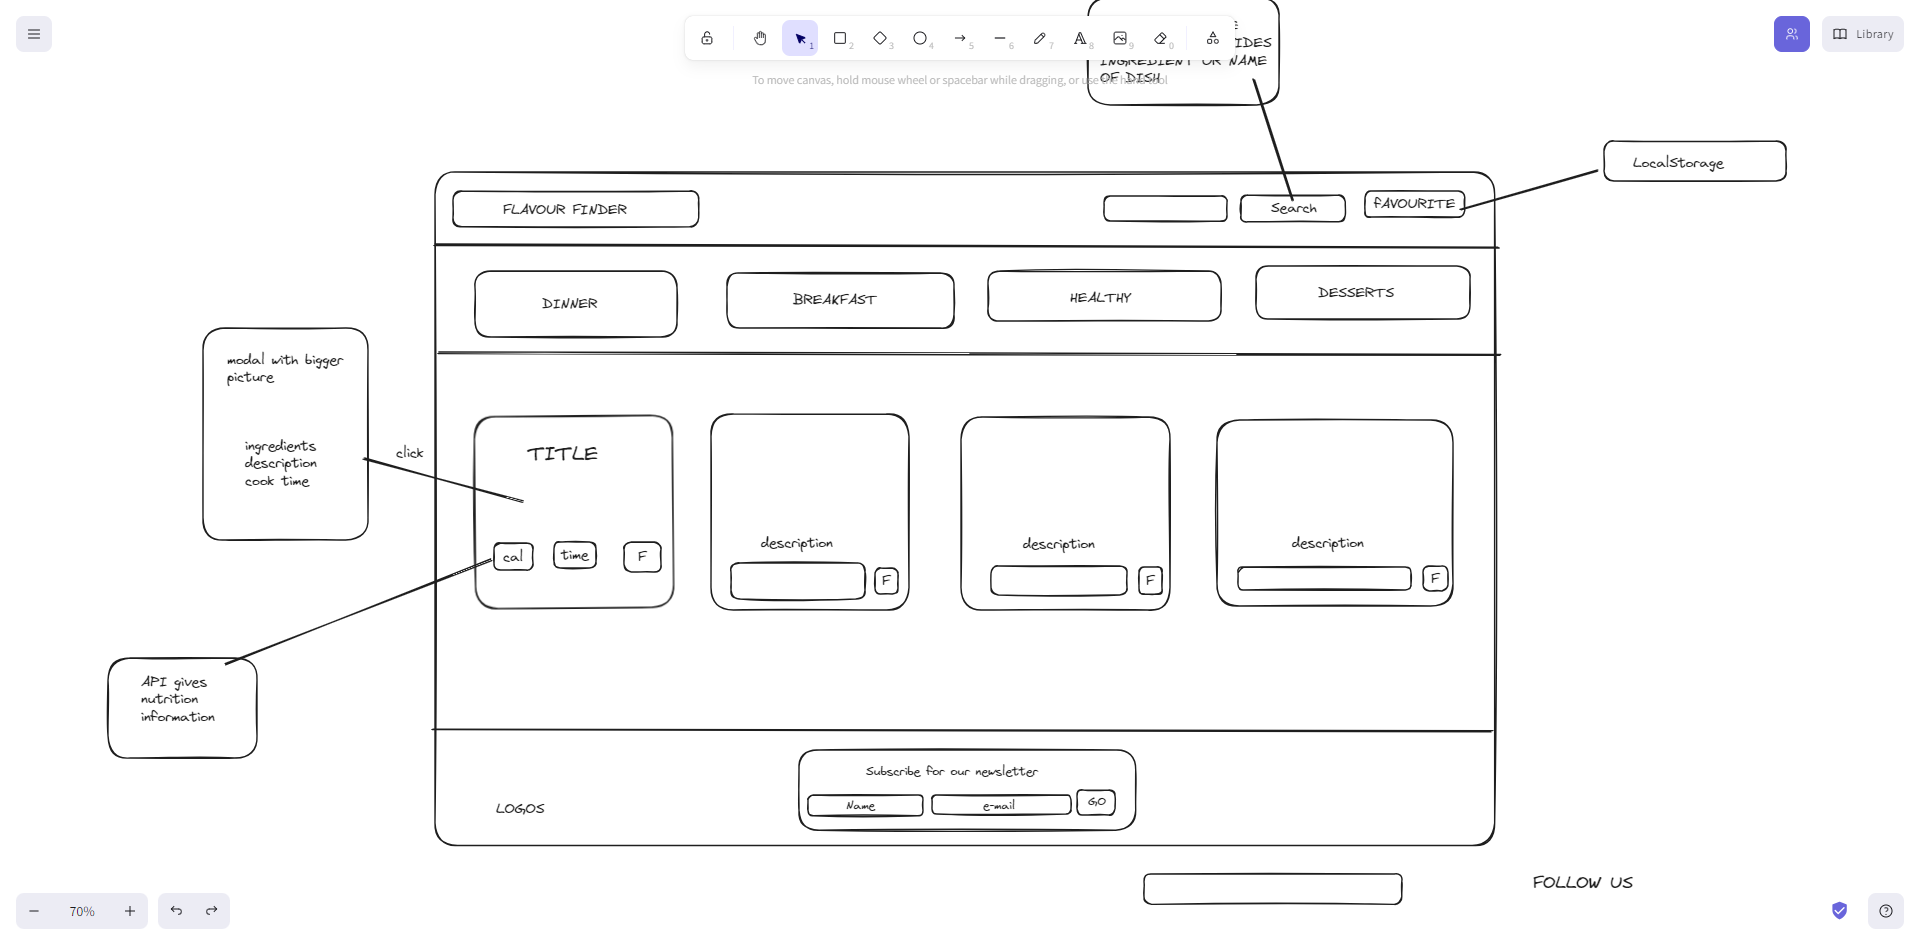 1
2
3
4
5
6
7
8
9
0
Library
IDES
INGREDIENT OR NAME
OF DISH
To move canvas, hold mouse wheel or spacebar while dragging, or use the hand tool
LocalStorage
FLAVOUR FINDER
Search
fAVOURITE
DINNER
BREAKFAST
HEALTHY
DESSERTS
modal with bigger
picture
ingredients
description
cook time
click
TITLE
cal
time
F
description
F
description
F
description
F
API gives
nutrition
information
Subscribe for our newsletter
Name
e-mail
GO
LOGOS
FOLLOW US
70%